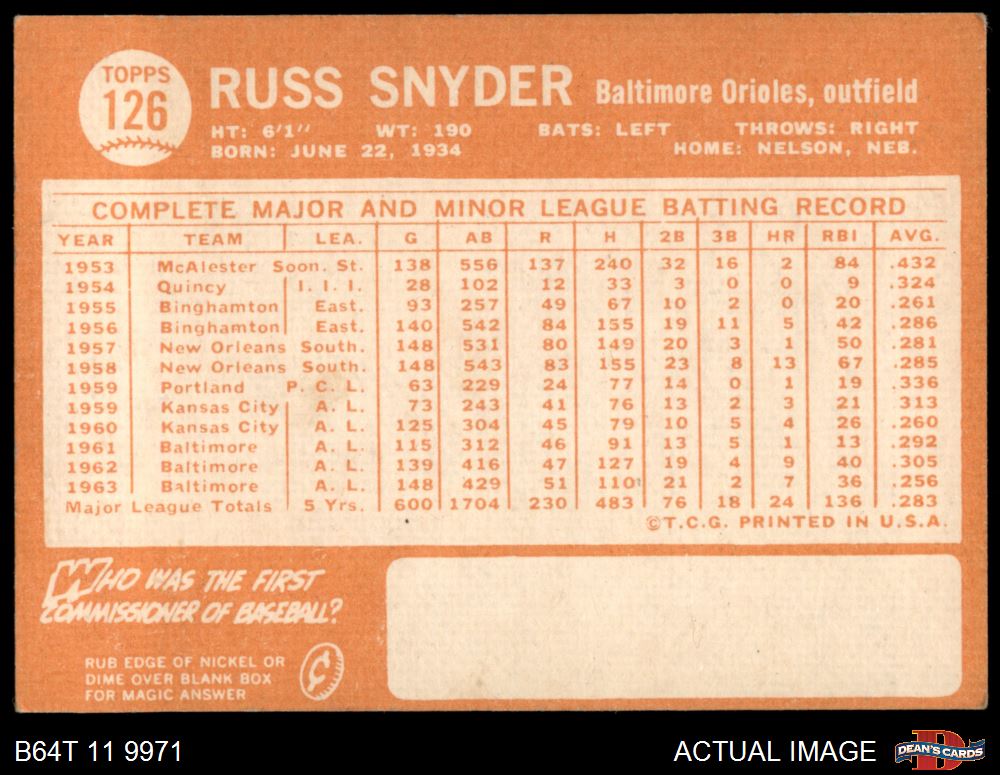 TOPPS
126
RUSS SNYDER Baltimore Orioles, outfield
HT: 6'1" WT: 190 BATS: LEFT THROWS: RIGHT
BORN: JUNE 22, 1934 HOME: NELSON, NEB.
COMPLETE MAJOR AND MINOR LEAGUE BATTING RECORD
YEAR TEAM LEA. G AB R H 2B 3B HR RBI AVG.
1953 McAlester Soon. St. 138 556 137 240 32 16 2 84 .432
1954 Quincy I. I. I. 28 102 12 33 3 0 0 9 .324
1955 Binghamton East. 93 257 49 67 10 2 0 20 .261
1956 Binghamton East. 140 542 84 155 19 11 5 42 .286
1957 New Orleans South. 148 531 80 149 20 3 1 50 .281
1958 New Orleans South. 148 543 83 155 23 8 13 67 .285
1959 Portland P. C. L. 63 229 24 77 14 0 1 19 .336
1959 Kansas City A. L. 73 243 41 76 13 2 3 21 .313
1960 Kansas City A. L. 125 304 45 79 10 5 4 26 .260
1961 Baltimore A. L. 115 312 46 91 13 5 1 13 .292
1962 Baltimore A. L. 139 416 47 127 19 4 9 40 .305
1963 Baltimore A. L. 148 429 51 110 21 2 7 36 .256
Major League Totals 5 Yrs. 600 1704 230 483 76 18 24 136 .283
©T.C.G. PRINTED IN U.S.A.
WHO WAS THE FIRST
COMMISSIONER OF BASEBALL?
RUB EDGE OF NICKEL OR
DIME OVER BLANK BOX
FOR MAGIC ANSWER
¢
B64T 11 9971 ACTUAL IMAGE DEAN'S CARDS